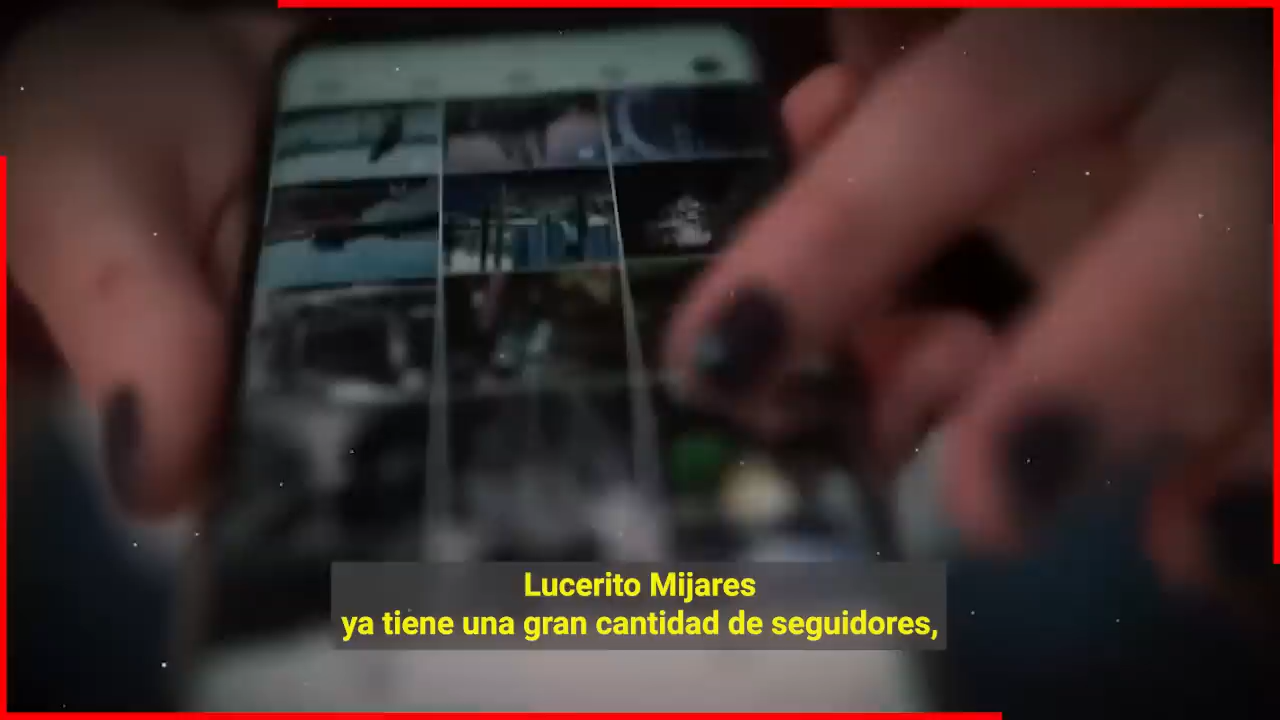 Lucerito Mijares
ya tiene una gran cantidad de seguidores,